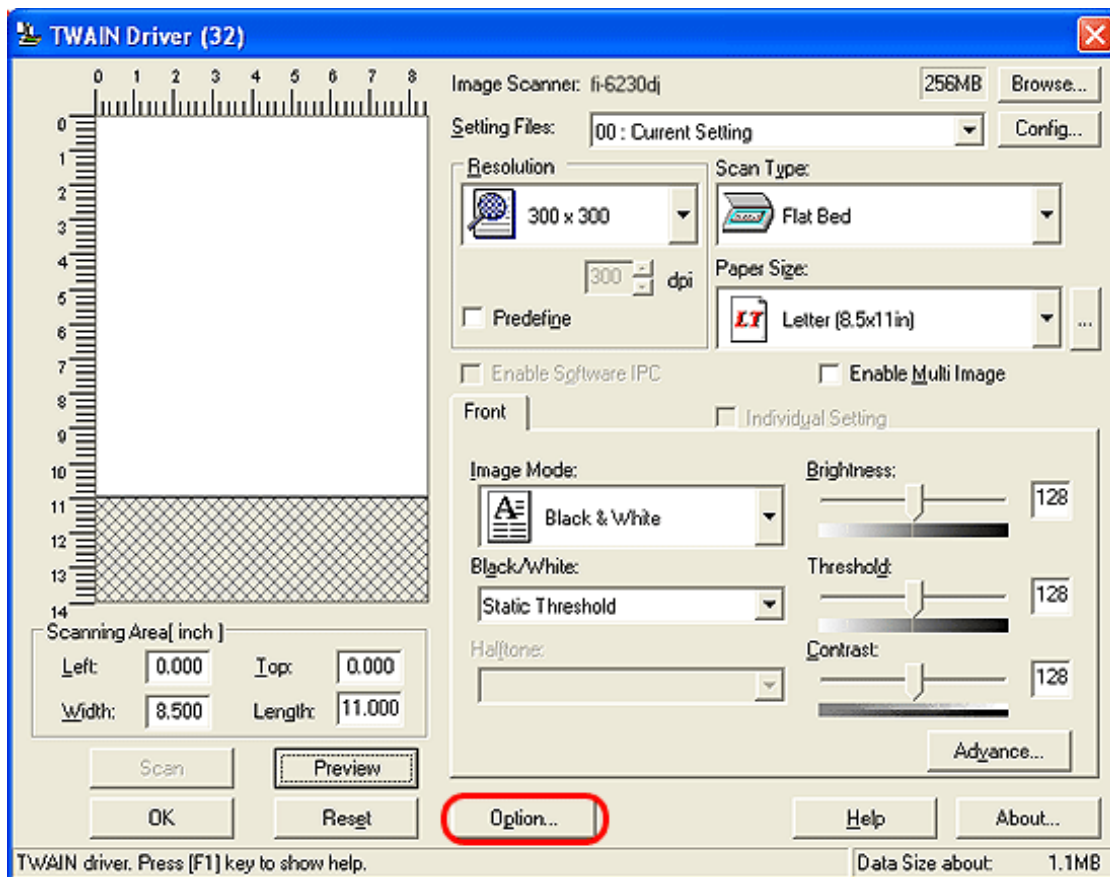 TWAIN Driver (32)
0 1 2 3 4 5 6 7 8
0
1
2
3
4
5
6
7
8
9
10
11
12
13
14
Image Scanner: fi-6230dj 256MB Browse...
Setting Files: 00 : Current Setting Config...
Resolution
300 x 300
300 dpi
Predefine
Scan Type:
Flat Bed
Paper Size:
LT Letter (8.5x11in) ...
Enable Software IPC
Enable Multi Image
Front
Individual Setting
Image Mode:
A Black & White
Black/White:
Static Threshold
Halftone:
Brightness:
128
Threshold:
128
Contrast:
128
Advance...
Scanning Area[ inch ]
Left: 0.000 Top: 0.000
Width: 8.500 Length: 11.000
Scan Preview
OK Reset Option... Help About...
TWAIN driver. Press [F1] key to show help. Data Size about: 1.1MB